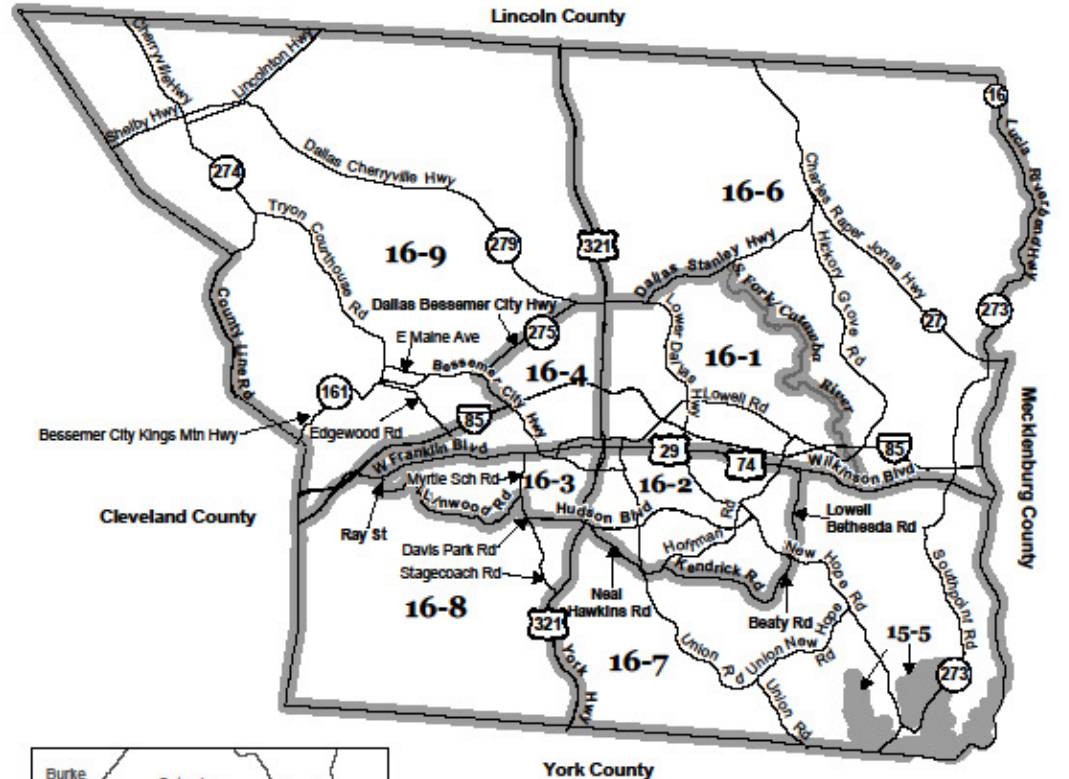 Lincoln County
Cherryville Hwy
Lincolnton Hwy
Shelby Hwy
16
Lucia Riverbend Hwy
274
Dallas Cherryville Hwy
16-6
Charles Raper Jonas Hwy
Tryon Courthouse Rd
279
321
16-9
Dallas Stanley Hwy
Hickory Grove Rd
S Fork/Catawba River
County Line Rd
Dallas Bessemer City Hwy
Lower Dallas Hwy
273
27
275
E Maine Ave
16-1
Bessemer City Hwy
16-4
161
Lowell Rd
85
Bessemer City Kings Mtn Hwy
Edgewood Rd
W Franklin Blvd
29
74
85
Wilkinson Blvd
Mecklenburg County
Myrtle Sch Rd
16-3
16-2
Linwood Rd
Cleveland County
Ray St
Hudson Blvd
Rd
Lowell
Bethesda Rd
Davis Park Rd
Hoffman
New Hope Rd
Stagecoach Rd
Kendrick Rd
Southpoint Rd
16-8
Neal
Hawkins Rd
Beaty Rd
321
15-5
16-7
Union Rd
Union New Hope Rd
273
York Hwy
Union Rd
York County
Burke